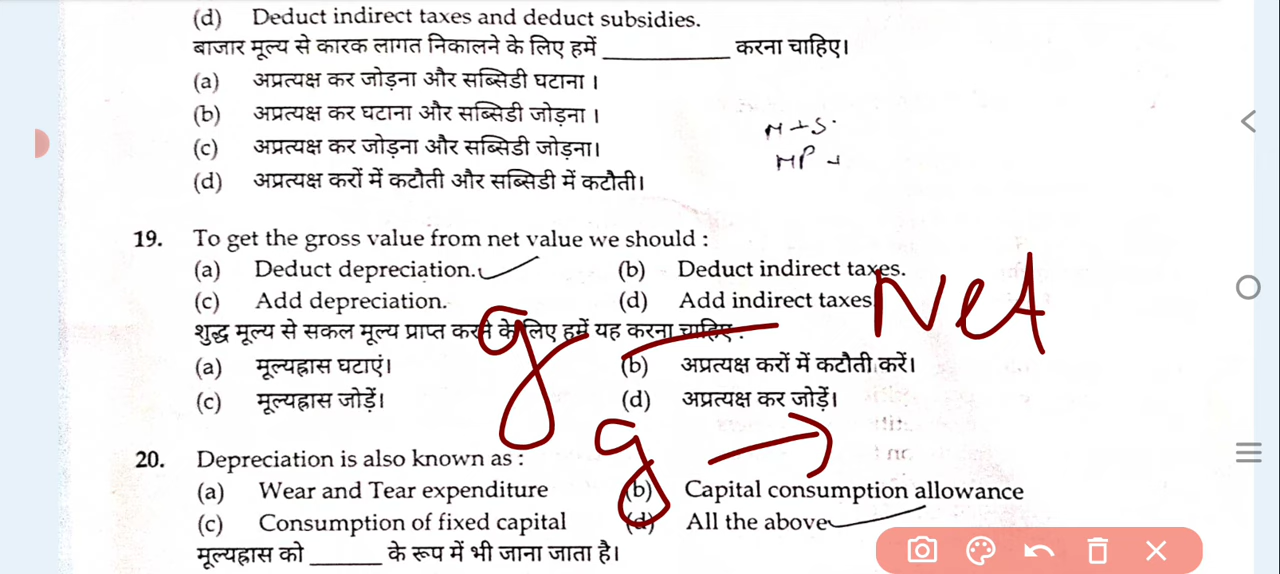 (d) Deduct indirect taxes and deduct subsidies.
बाजार मूल्य से कारक लागत निकालने के लिए हमें __________ करना चाहिए।
(a) अप्रत्यक्ष कर जोड़ना और सब्सिडी घटाना ।
(b) अप्रत्यक्ष कर घटाना और सब्सिडी जोड़ना ।
(c) अप्रत्यक्ष कर जोड़ना और सब्सिडी जोड़ना।
(d) अप्रत्यक्ष करों में कटौती और सब्सिडी में कटौती।
MP
19. To get the gross value from net value we should :
(a) Deduct depreciation. (b) Deduct indirect taxes.
(c) Add depreciation. (d) Add indirect taxes
Net
g
शुद्ध मूल्य से सकल मूल्य प्राप्त करने के लिए हमें यह करना चाहिए :
(a) मूल्यह्रास घटाएं। (b) अप्रत्यक्ष करों में कटौती करें।
(c) मूल्यह्रास जोड़ें। (d) अप्रत्यक्ष कर जोड़ें।
g →
20. Depreciation is also known as :
(a) Wear and Tear expenditure (b) Capital consumption allowance
(c) Consumption of fixed capital (d) All the above
मूल्यह्रास को ______ के रूप में भी जाना जाता है।